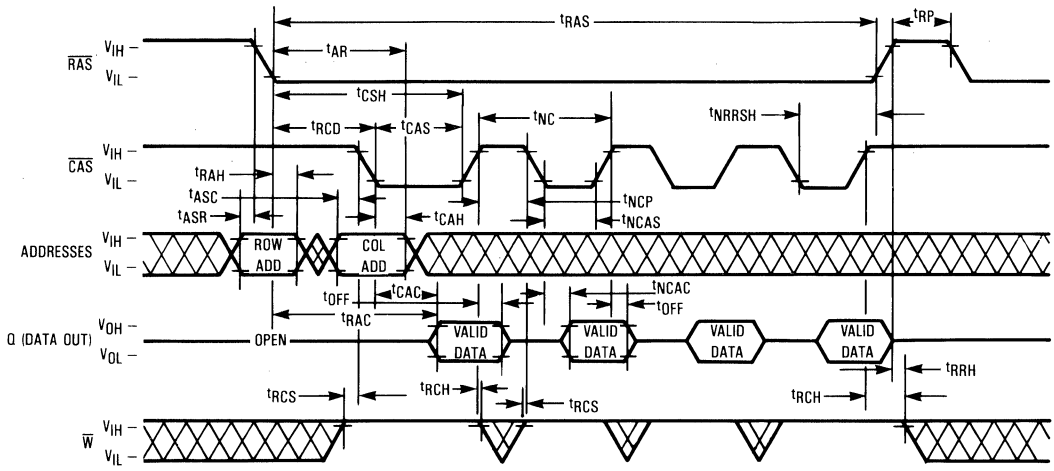 tRAS
tRP
tAR
VIH
RAS
VIL
tCSH
tRCD
tCAS
tNC
tNRRSH
VIH
CAS
VIL
tRAH
tASC
tASR
tCAH
tNCP
tNCAS
ADDRESSES
VIH
VIL
ROW ADD
COL ADD
tOFF
tCAC
tNCAC
tOFF
tRAC
Q (DATA OUT)
VOH
VOL
OPEN
VALID DATA
VALID DATA
VALID DATA
VALID DATA
tRCS
tRCH
tRCS
tRCH
tRRH
W
VIH
VIL